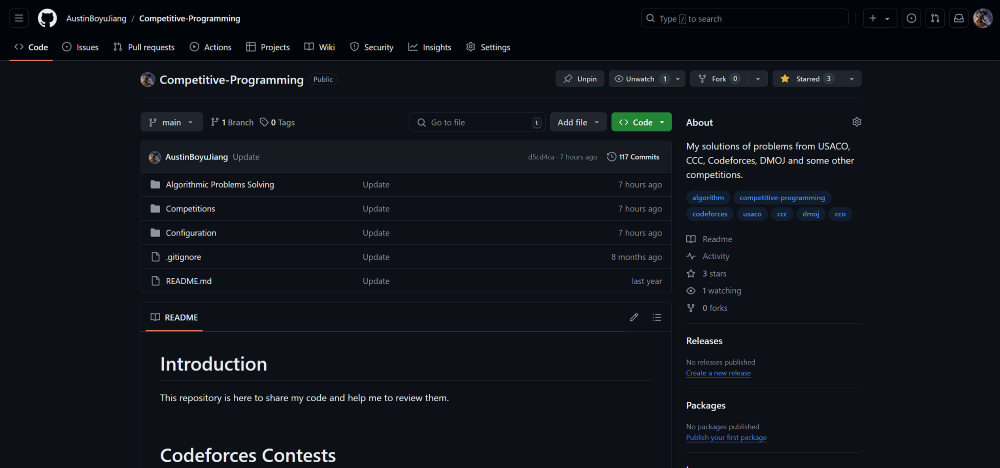 AustinBoyuJiang / Competitive-Programming
Type / to search
Code Issues Pull requests Actions Projects Wiki Security Insights Settings
Competitive-Programming Public
Unpin Unwatch 1 Fork 0 Starred 3
main 1 Branch 0 Tags Go to file t Add file Code
AustinBoyuJiang Update d5cd4ca · 7 hours ago 117 Commits
Algorithmic Problems Solving Update 7 hours ago
Competitions Update 7 hours ago
Configuration Update 7 hours ago
.gitignore Update 8 months ago
README.md Update last year
README
Introduction
This repository is here to share my code and help me to review them.
Codeforces Contests
About
My solutions of problems from USACO,
CCC, Codeforces, DMOJ and some other
competitions.
algorithm competitive-programming
codeforces usaco ccc dmoj cco
Readme
Activity
3 stars
1 watching
0 forks
Releases
No releases published
Create a new release
Packages
No packages published
Publish your first package